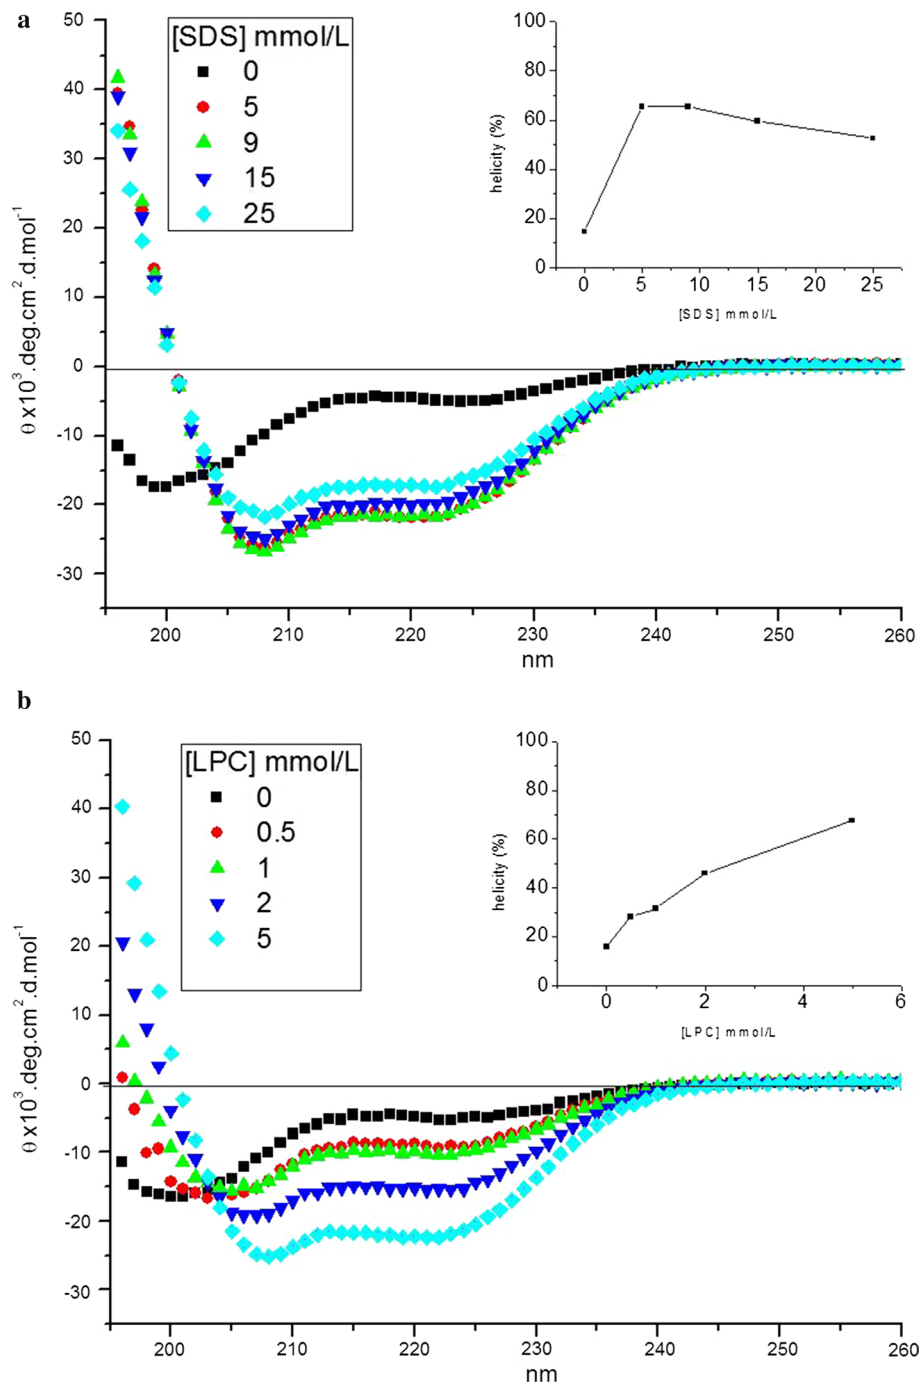 a
[SDS] mmol/L
0
5
9
15
25
50
40
30
20
10
0
-10
-20
-30
θ x10³.deg.cm².d.mol⁻¹
200 210 220 230 240 250 260
nm
100
80
60
40
20
0
helicity (%)
0 5 10 15 20 25
[SDS] mmol/L
b
[LPC] mmol/L
0
0.5
1
2
5
50
40
30
20
10
0
-10
-20
-30
θ x10³.deg.cm².d.mol⁻¹
200 210 220 230 240 250 260
nm
100
80
60
40
20
0
helicity (%)
0 2 4 6
[LPC] mmol/L